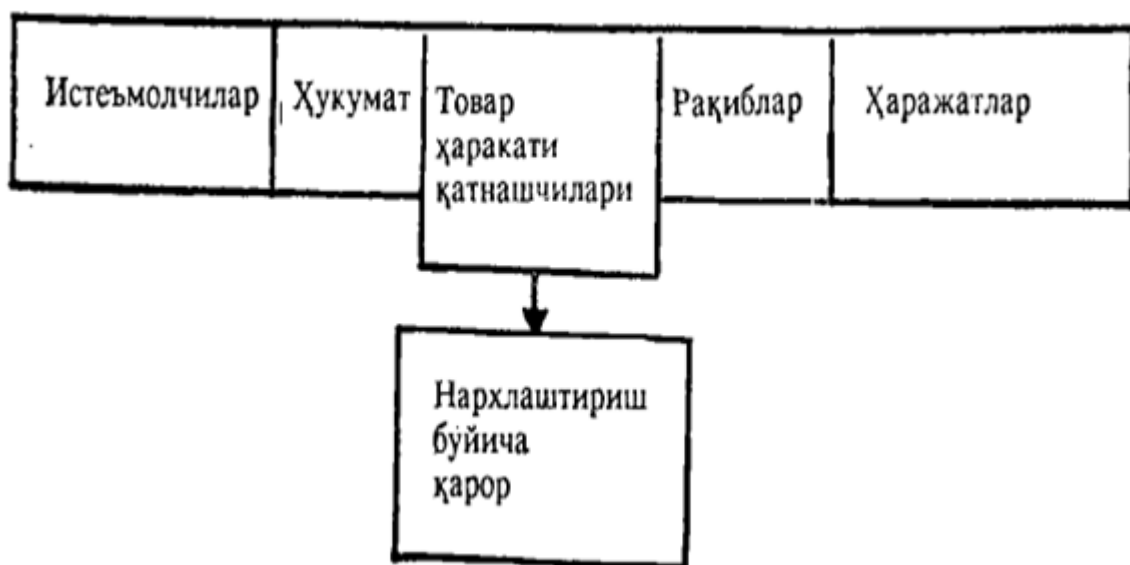 Истеъмолчилар
Ҳукумат
Товар
ҳаракати
қатнашчилари
Рақиблар
Ҳаражатлар
Нархлаштириш
бўйича
қарор